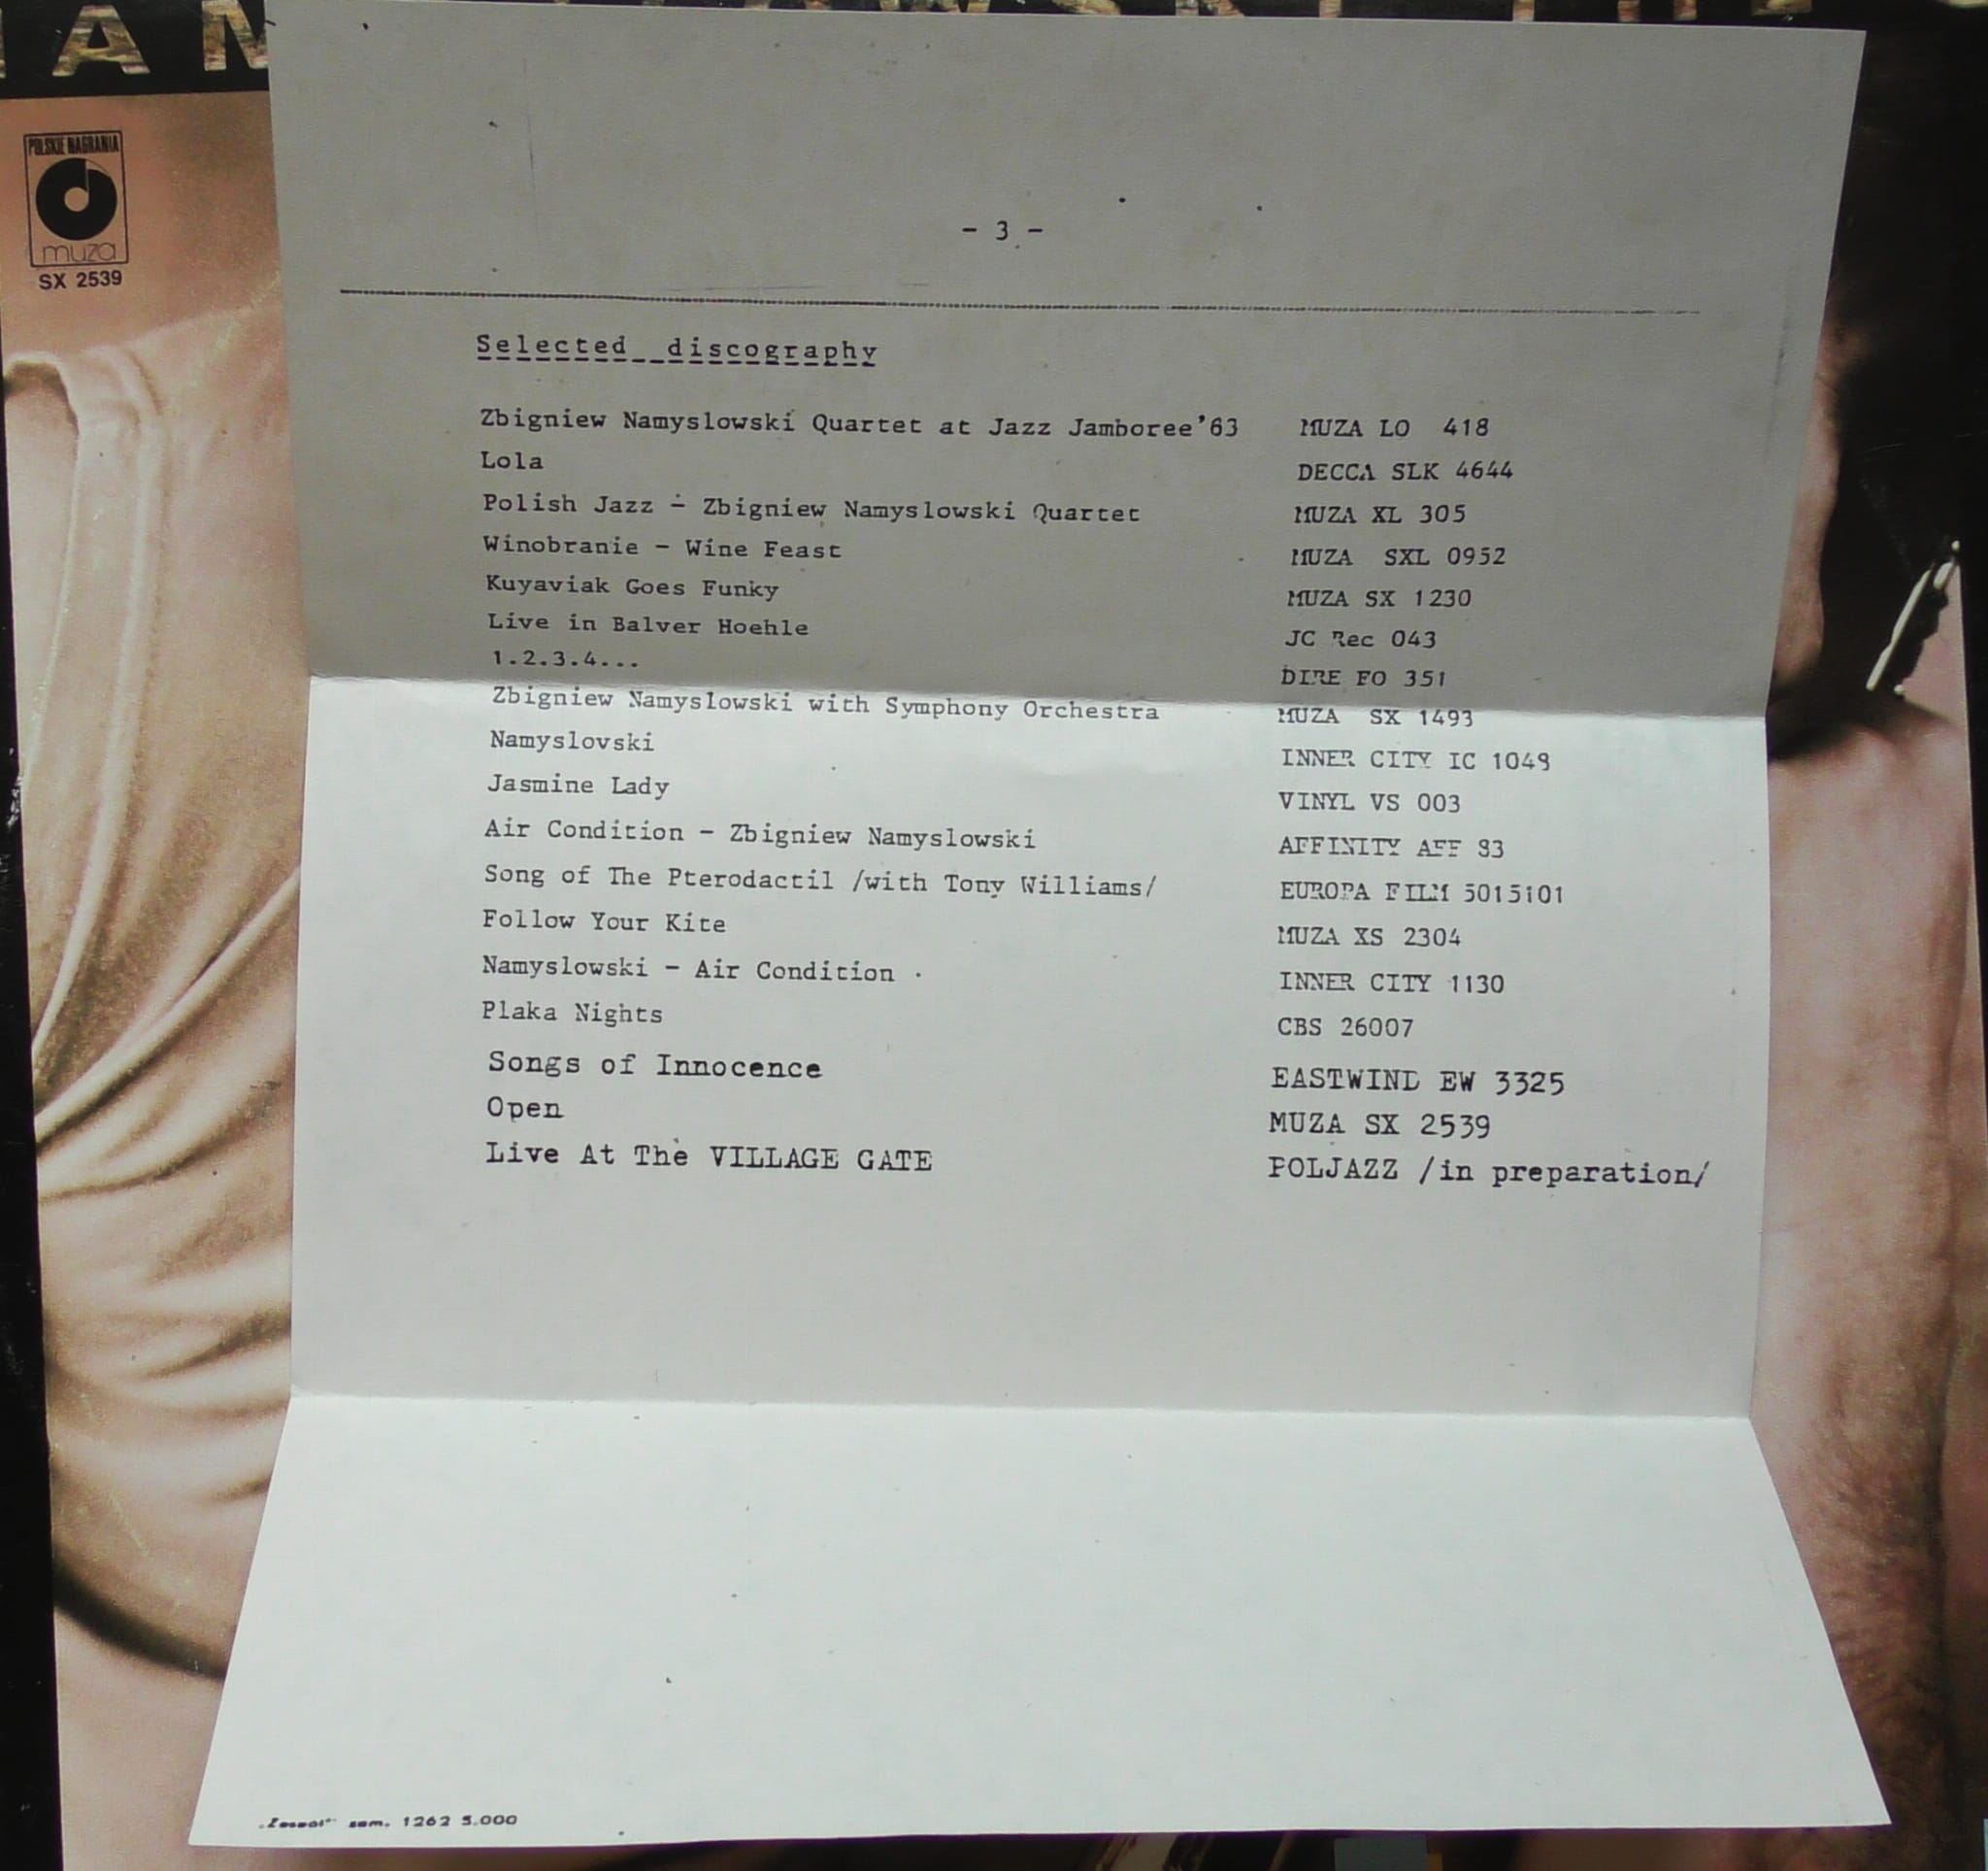 POLSKIE NAGRANIA
muza
SX 2539
- 3 -
Selected discography
Zbigniew Namyslowski Quartet at Jazz Jamboree'63 MUZA LO 418
Lola DECCA SLK 4644
Polish Jazz - Zbigniew Namyslowski Quartet MUZA XL 305
Winobranie - Wine Feast MUZA SXL 0952
Kuyaviak Goes Funky MUZA SX 1230
Live in Balver Hoehle JC Rec 043
1.2.3.4... DIRE FO 351
Zbigniew Namyslowski with Symphony Orchestra MUZA SX 1493
Namyslovski INNER CITY IC 1049
Jasmine Lady VINYL VS 003
Air Condition - Zbigniew Namyslowski AFFINITY AFF 83
Song of The Pterodactil /with Tony Williams/ EUROPA FILM 5015101
Follow Your Kite MUZA XS 2304
Namyslowski - Air Condition INNER CITY 1130
Plaka Nights CBS 26007
Songs of Innocence EASTWIND EW 3325
Open MUZA SX 2539
Live At The VILLAGE GATE POLJAZZ /in preparation/
zam. 1262 5.000